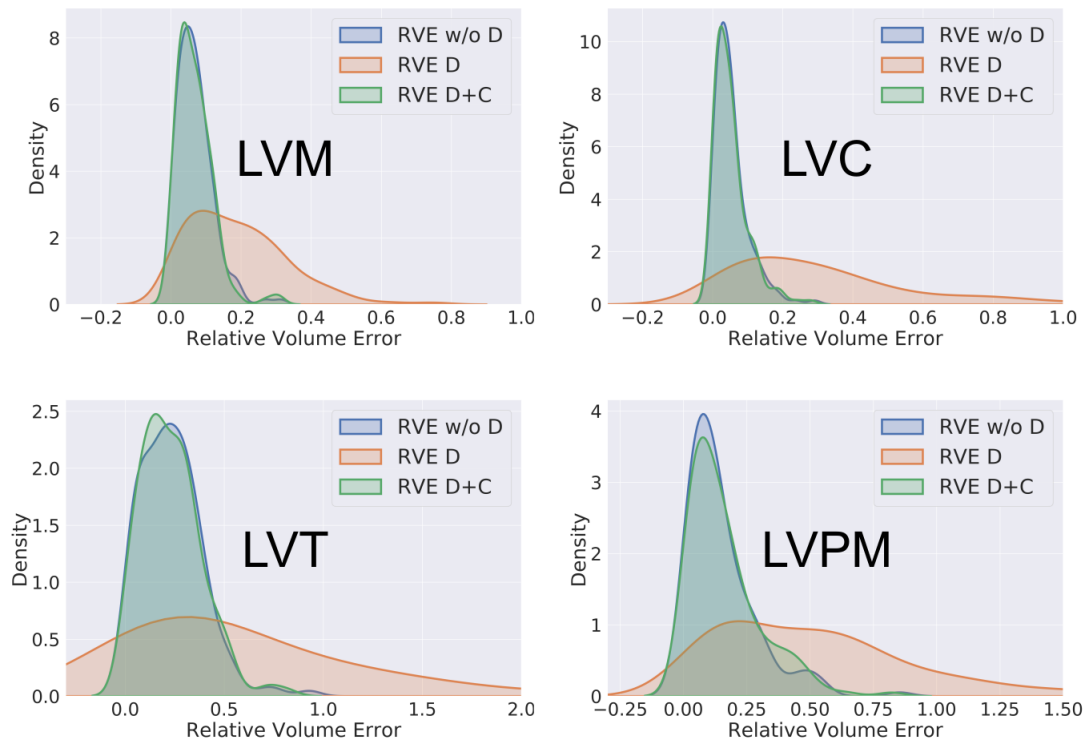 RVE w/o D
RVE D
RVE D+C
LVM
Density
8
6
4
2
0
−0.2 0.0 0.2 0.4 0.6 0.8 1.0
Relative Volume Error
RVE w/o D
RVE D
RVE D+C
LVC
Density
10
8
6
4
2
0
−0.2 0.0 0.2 0.4 0.6 0.8 1.0
Relative Volume Error
RVE w/o D
RVE D
RVE D+C
LVT
Density
2.5
2.0
1.5
1.0
0.5
0.0
0.0 0.5 1.0 1.5 2.0
Relative Volume Error
RVE w/o D
RVE D
RVE D+C
LVPM
Density
4
3
2
1
0
−0.25 0.00 0.25 0.50 0.75 1.00 1.25 1.50
Relative Volume Error